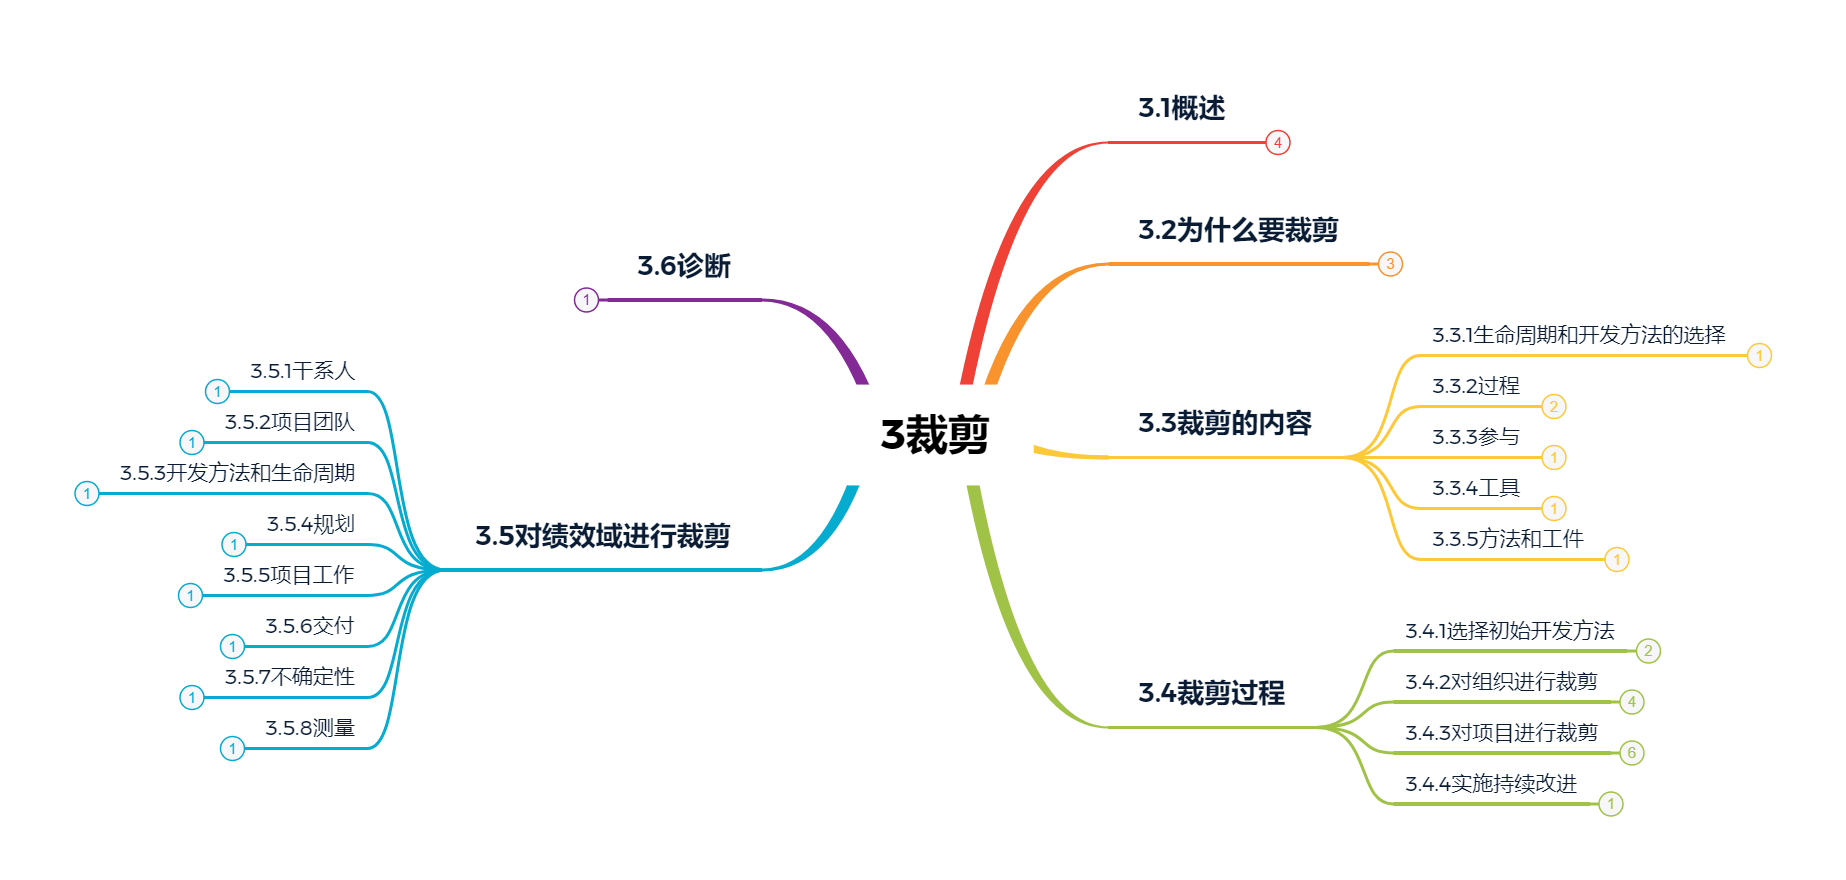 3裁剪
3.1概述
4
3.2为什么要裁剪
3
3.3裁剪的内容
3.3.1生命周期和开发方法的选择
1
3.3.2过程
2
3.3.3参与
1
3.3.4工具
1
3.3.5方法和工件
1
3.4裁剪过程
3.4.1选择初始开发方法
2
3.4.2对组织进行裁剪
4
3.4.3对项目进行裁剪
6
3.4.4实施持续改进
1
3.5对绩效域进行裁剪
3.5.1干系人
1
3.5.2项目团队
1
3.5.3开发方法和生命周期
1
3.5.4规划
1
3.5.5项目工作
1
3.5.6交付
1
3.5.7不确定性
1
3.5.8测量
1
3.6诊断
1